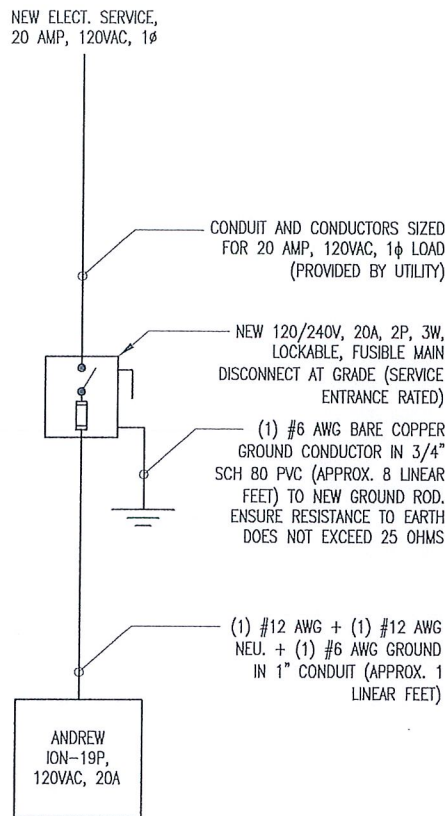 NEW ELECT. SERVICE,
20 AMP, 120VAC, 1ø
CONDUIT AND CONDUCTORS SIZED
FOR 20 AMP, 120VAC, 1ϕ LOAD
(PROVIDED BY UTILITY)
NEW 120/240V, 20A, 2P, 3W,
LOCKABLE, FUSIBLE MAIN
DISCONNECT AT GRADE (SERVICE
ENTRANCE RATED)
(1) #6 AWG BARE COPPER
GROUND CONDUCTOR IN 3/4"
SCH 80 PVC (APPROX. 8 LINEAR
FEET) TO NEW GROUND ROD.
ENSURE RESISTANCE TO EARTH
DOES NOT EXCEED 25 OHMS
(1) #12 AWG + (1) #12 AWG
NEU. + (1) #6 AWG GROUND
IN 1" CONDUIT (APPROX. 1
LINEAR FEET)
ANDREW
ION-19P,
120VAC, 20A